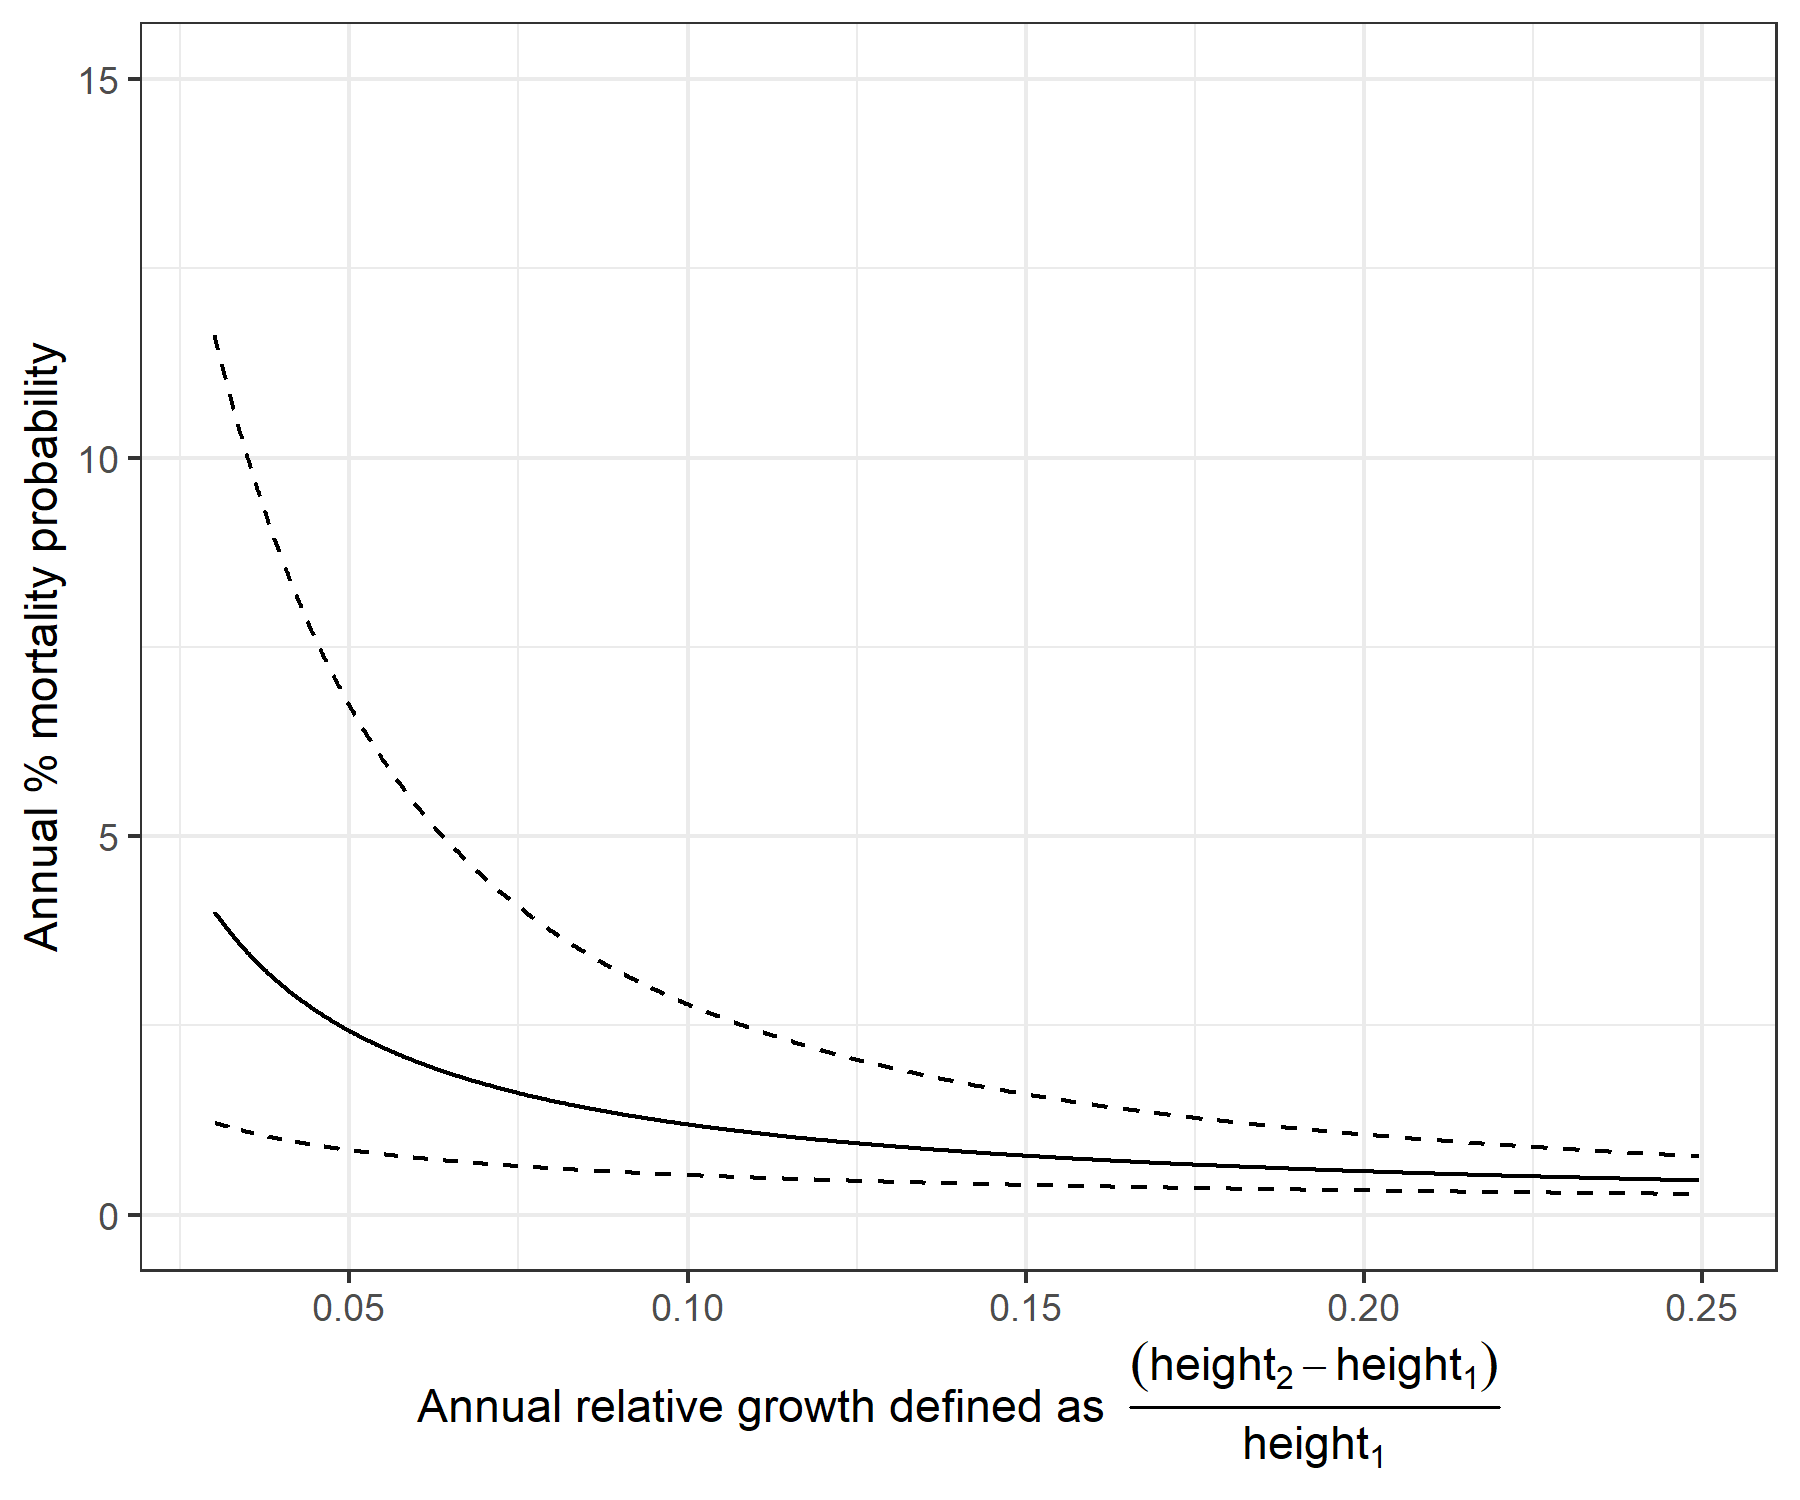 15
10
5
0
Annual % mortality probability
0.05 0.10 0.15 0.20 0.25
Annual relative growth defined as (height₂ − height₁) / height₁